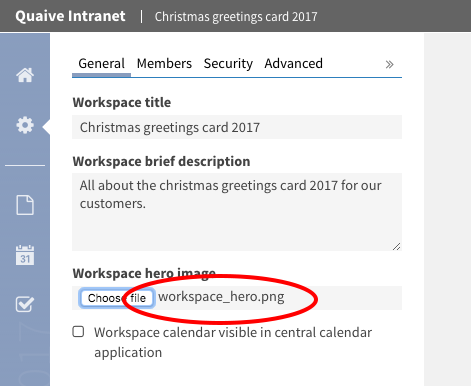 Quaive Intranet Christmas greetings card 2017
General Members Security Advanced »
Workspace title
Christmas greetings card 2017
Workspace brief description
All about the christmas greetings card 2017 for our
customers.
Workspace hero image
Choose file workspace_hero.png
Workspace calendar visible in central calendar
application
31
2017